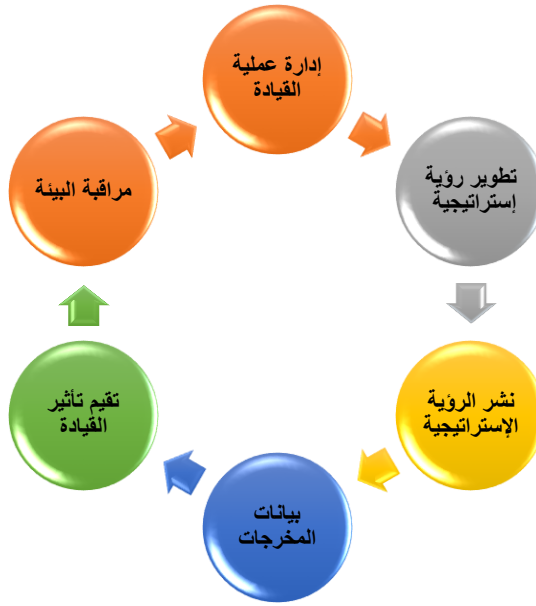 إدارة عملية
القيادة
تطوير رؤية
إستراتيجية
نشر الرؤية
الإستراتيجية
بيانات
المخرجات
تقيم تأثير
القيادة
مراقبة البيئة